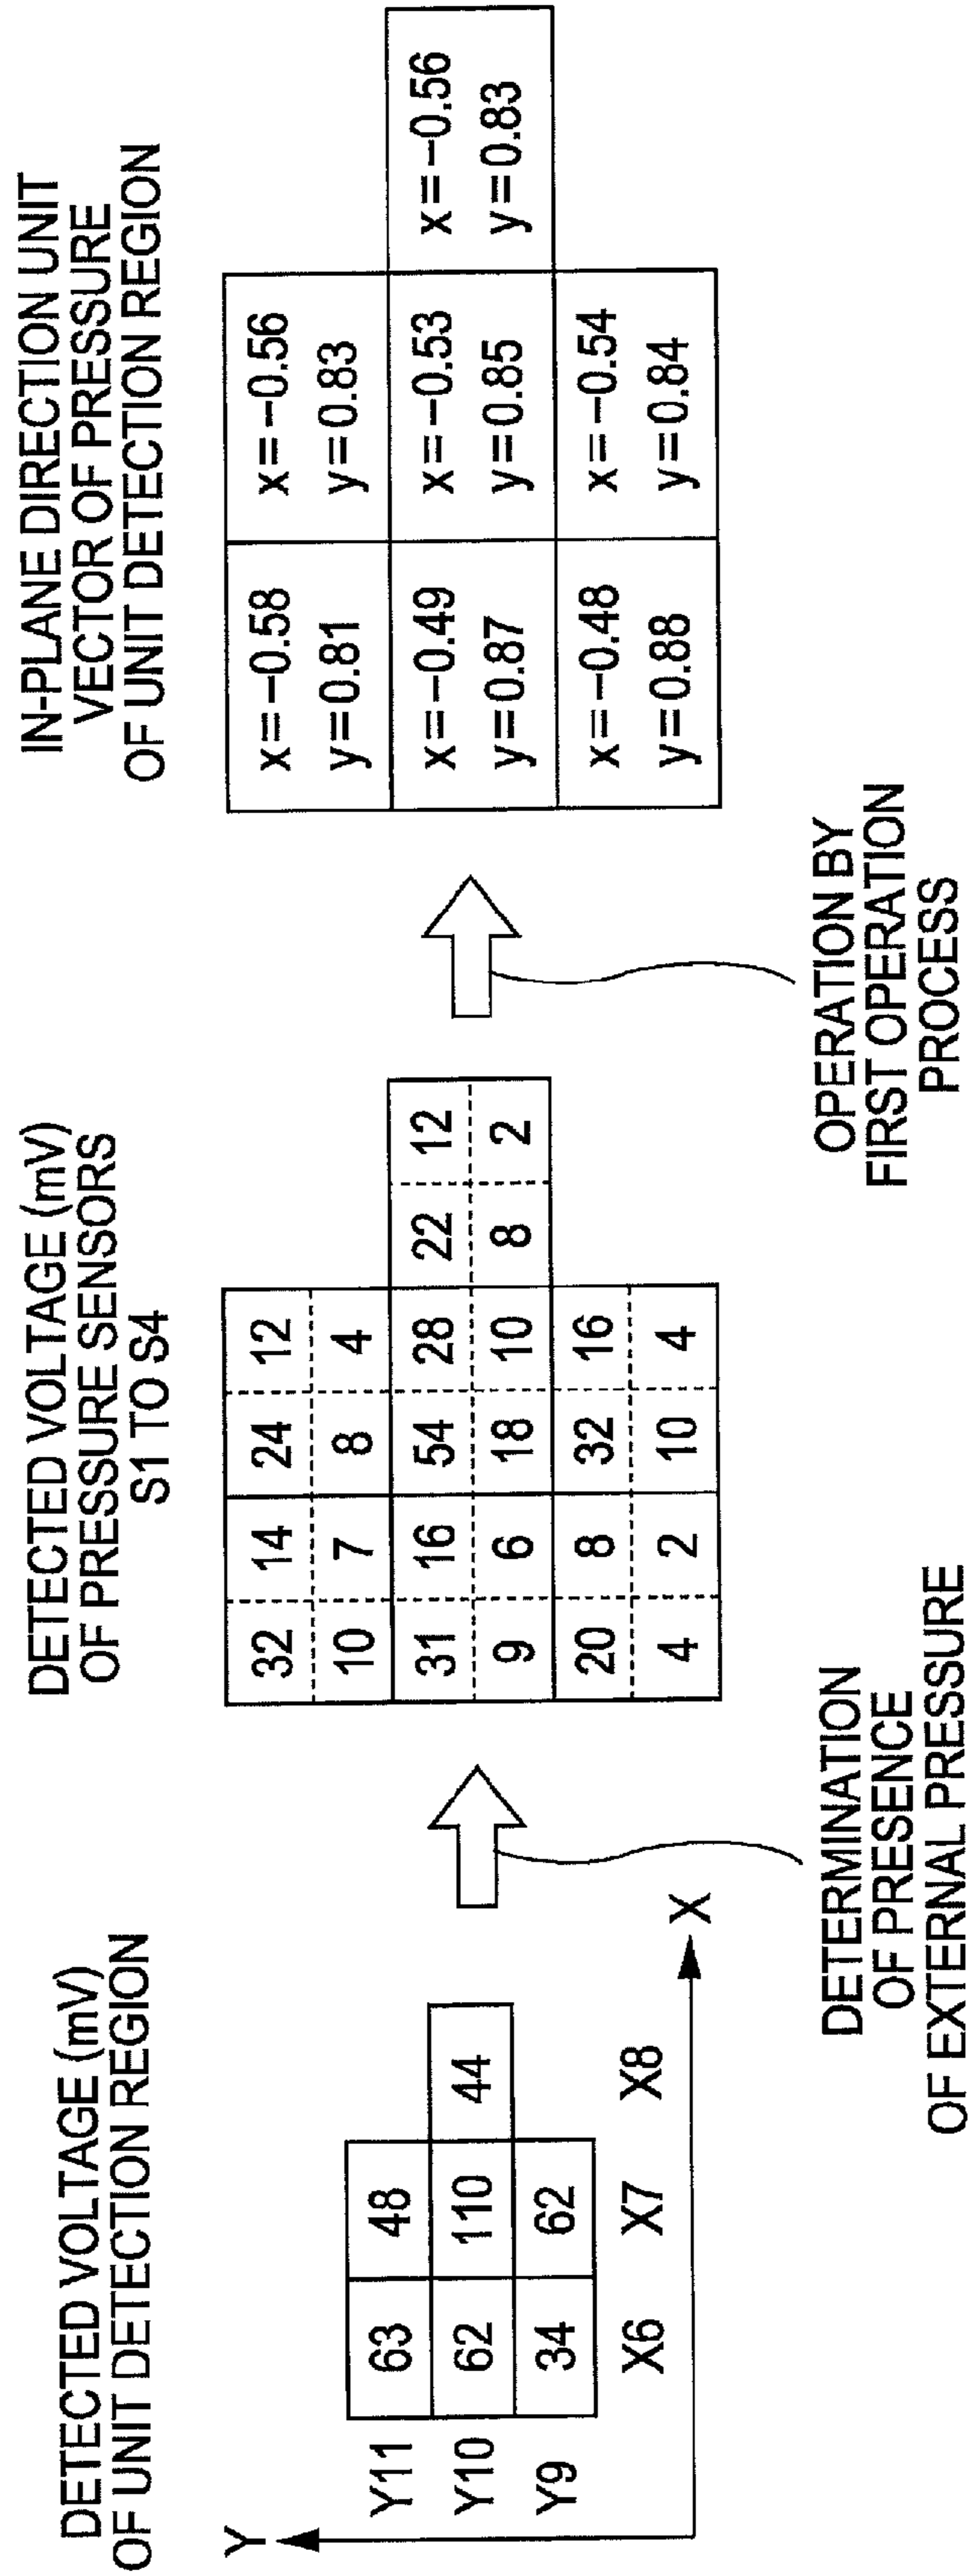 DETECTED VOLTAGE (mV)
OF UNIT DETECTION REGION
Y
Y11 63 48
Y10 62 110 44
Y9 34 62
X6 X7 X8
X
DETERMINATION
OF PRESENCE
OF EXTERNAL PRESSURE
DETECTED VOLTAGE (mV)
OF PRESSURE SENSORS
S1 TO S4
32 14 24 12
10 7 8 4
31 16 54 28 22 12
9 6 18 10 8 2
20 8 32 16
4 2 10 4
OPERATION BY
FIRST OPERATION
PROCESS
IN-PLANE DIRECTION UNIT
VECTOR OF PRESSURE
OF UNIT DETECTION REGION
x=−0.58 x=−0.56
y=0.81 y=0.83
x=−0.49 x=−0.53 x=−0.56
y=0.87 y=0.85 y=0.83
x=−0.48 x=−0.54
y=0.88 y=0.84